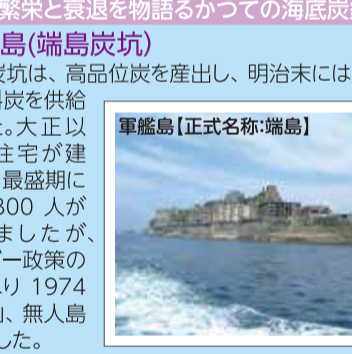 繁栄と衰退を物語るかつての海底炭
島(端島炭坑)
炭坑は、高品位炭を産出し、明治末には
炭を供給
た。大正以
住宅が建
最盛期に
300 人が
ましたが、
ギー政策の
り 1974
山、無人島
した。
軍艦島【正式名称:端島】